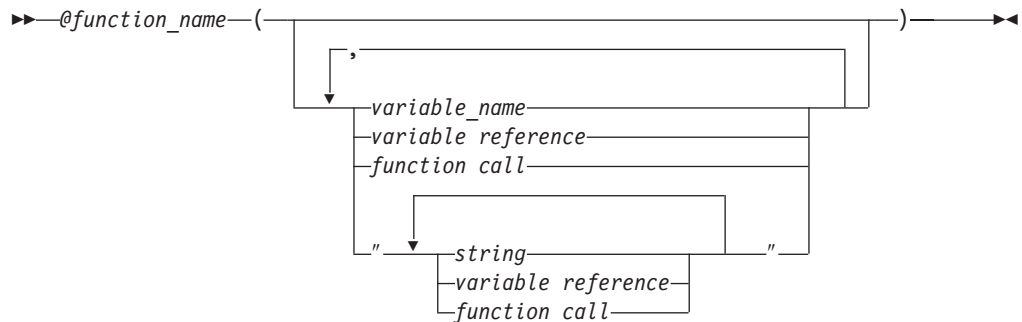 @function_name ( )
,
variable_name
variable reference
function call
" string "
variable reference
function call